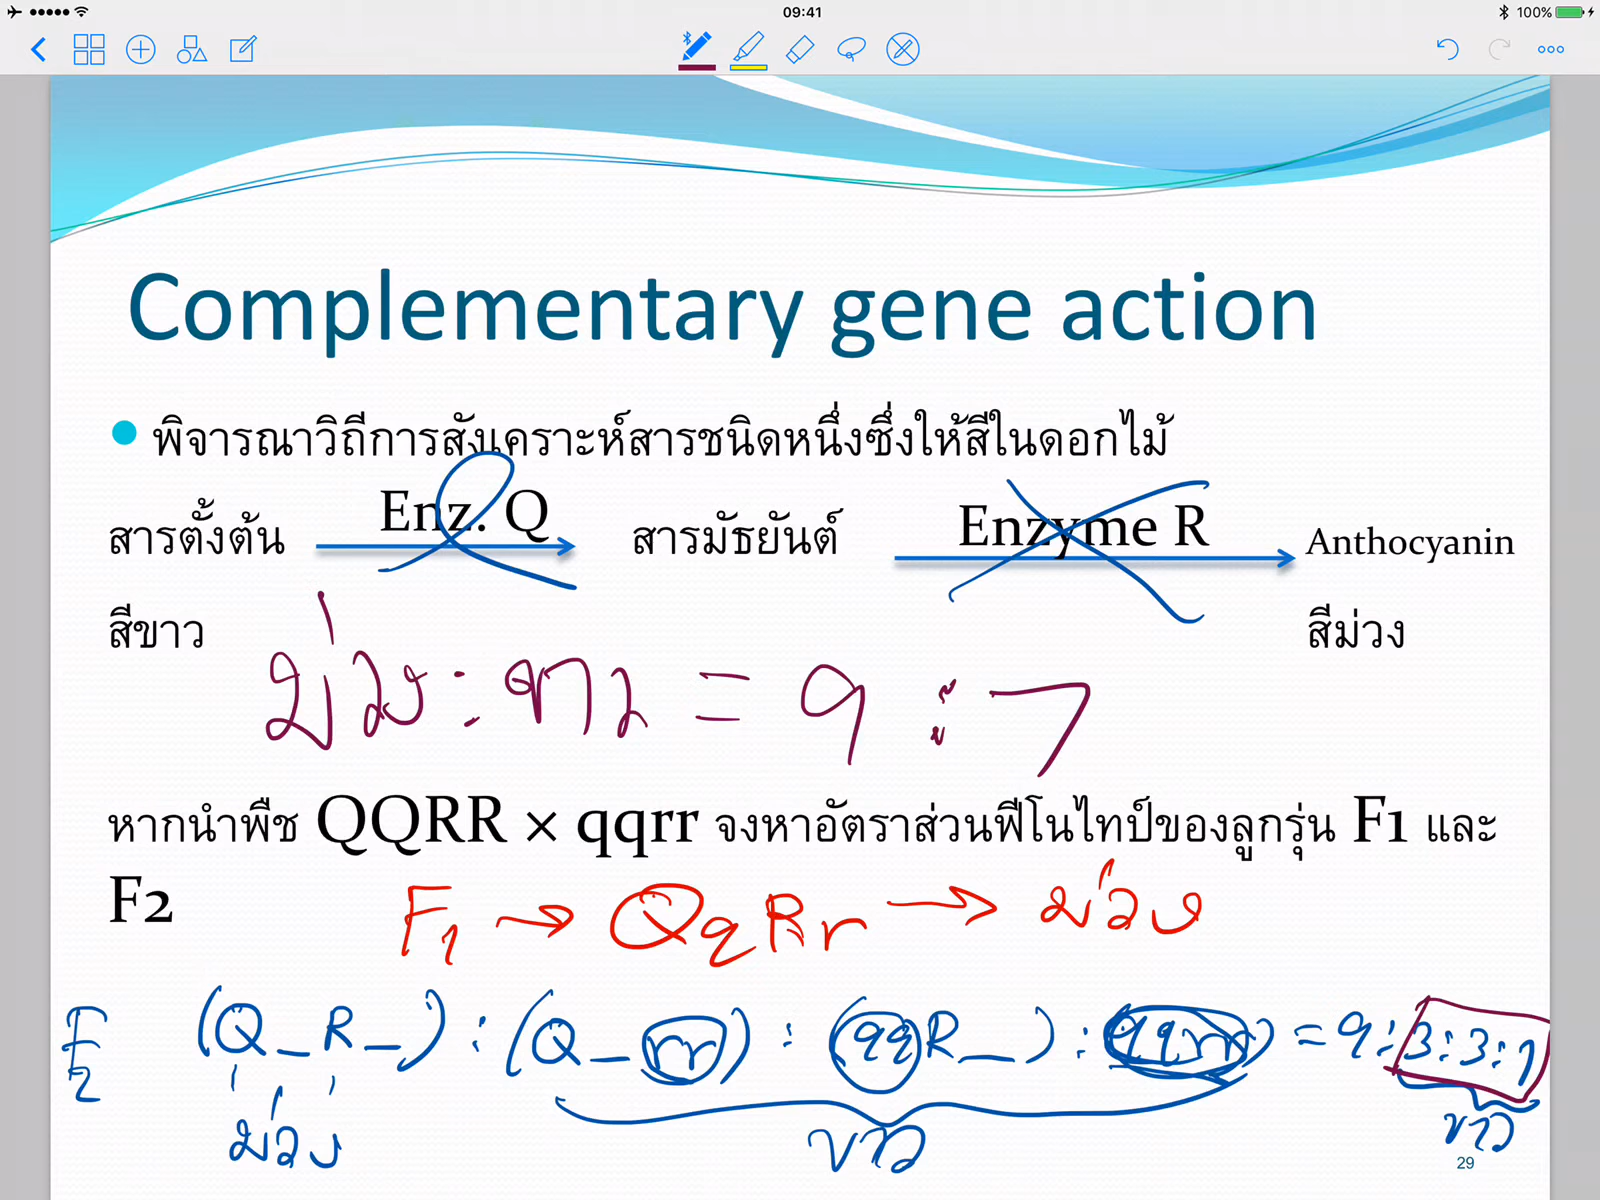 09:41
100%
Complementary gene action
พิจารณาวิถีการสังเคราะห์สารชนิดหนึ่งซึ่งให้สีในดอกไม้
สารตั้งต้น Enz. Q สารมัธยันต์ Enzyme R Anthocyanin
สีขาว สีม่วง
ม่วง : ขาว = 9 : 7
หากนำพืช QQRR × qqrr จงหาอัตราส่วนฟีโนไทป์ของลูกรุ่น F1 และ
F2
F1 → QqRr → ม่วง
F2 (Q_R_) : (Q_rr) : (qqR_) : (qqrr) = 9 : 3 : 3 : 1
ม่วง ขาว ขาว
29